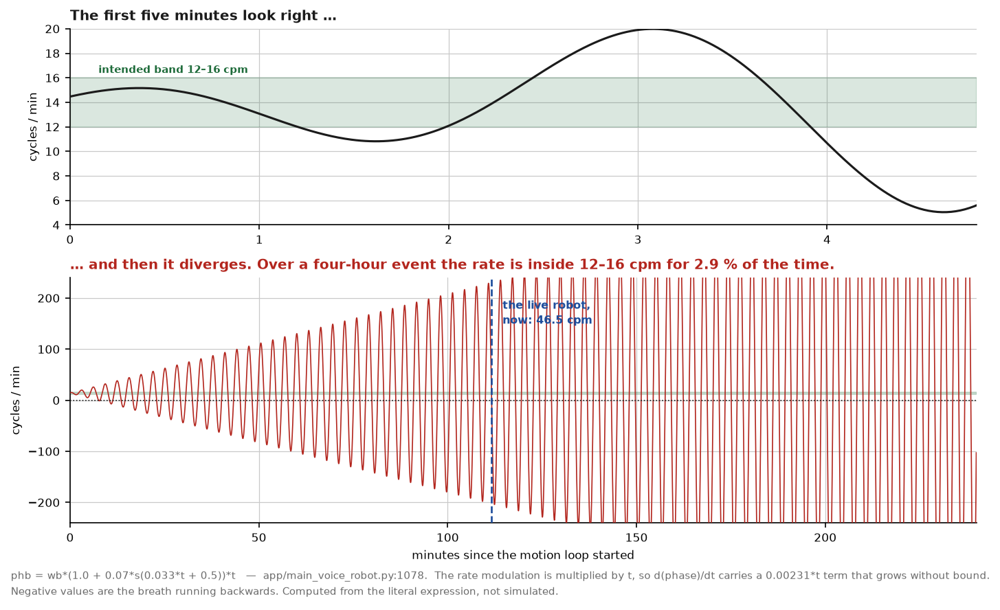 The first five minutes look right …
20
18
16
14
12
10
8
6
4
cycles / min
intended band 12–16 cpm
0
1
2
3
4
… and then it diverges. Over a four-hour event the rate is inside 12–16 cpm for 2.9 % of the time.
200
100
0
−100
−200
cycles / min
the live robot,
now: 46.5 cpm
0
50
100
150
200
minutes since the motion loop started
phb = wb*(1.0 + 0.07*s(0.033*t + 0.5))*t — app/main_voice_robot.py:1078. The rate modulation is multiplied by t, so d(phase)/dt carries a 0.00231*t term that grows without bound.
Negative values are the breath running backwards. Computed from the literal expression, not simulated.